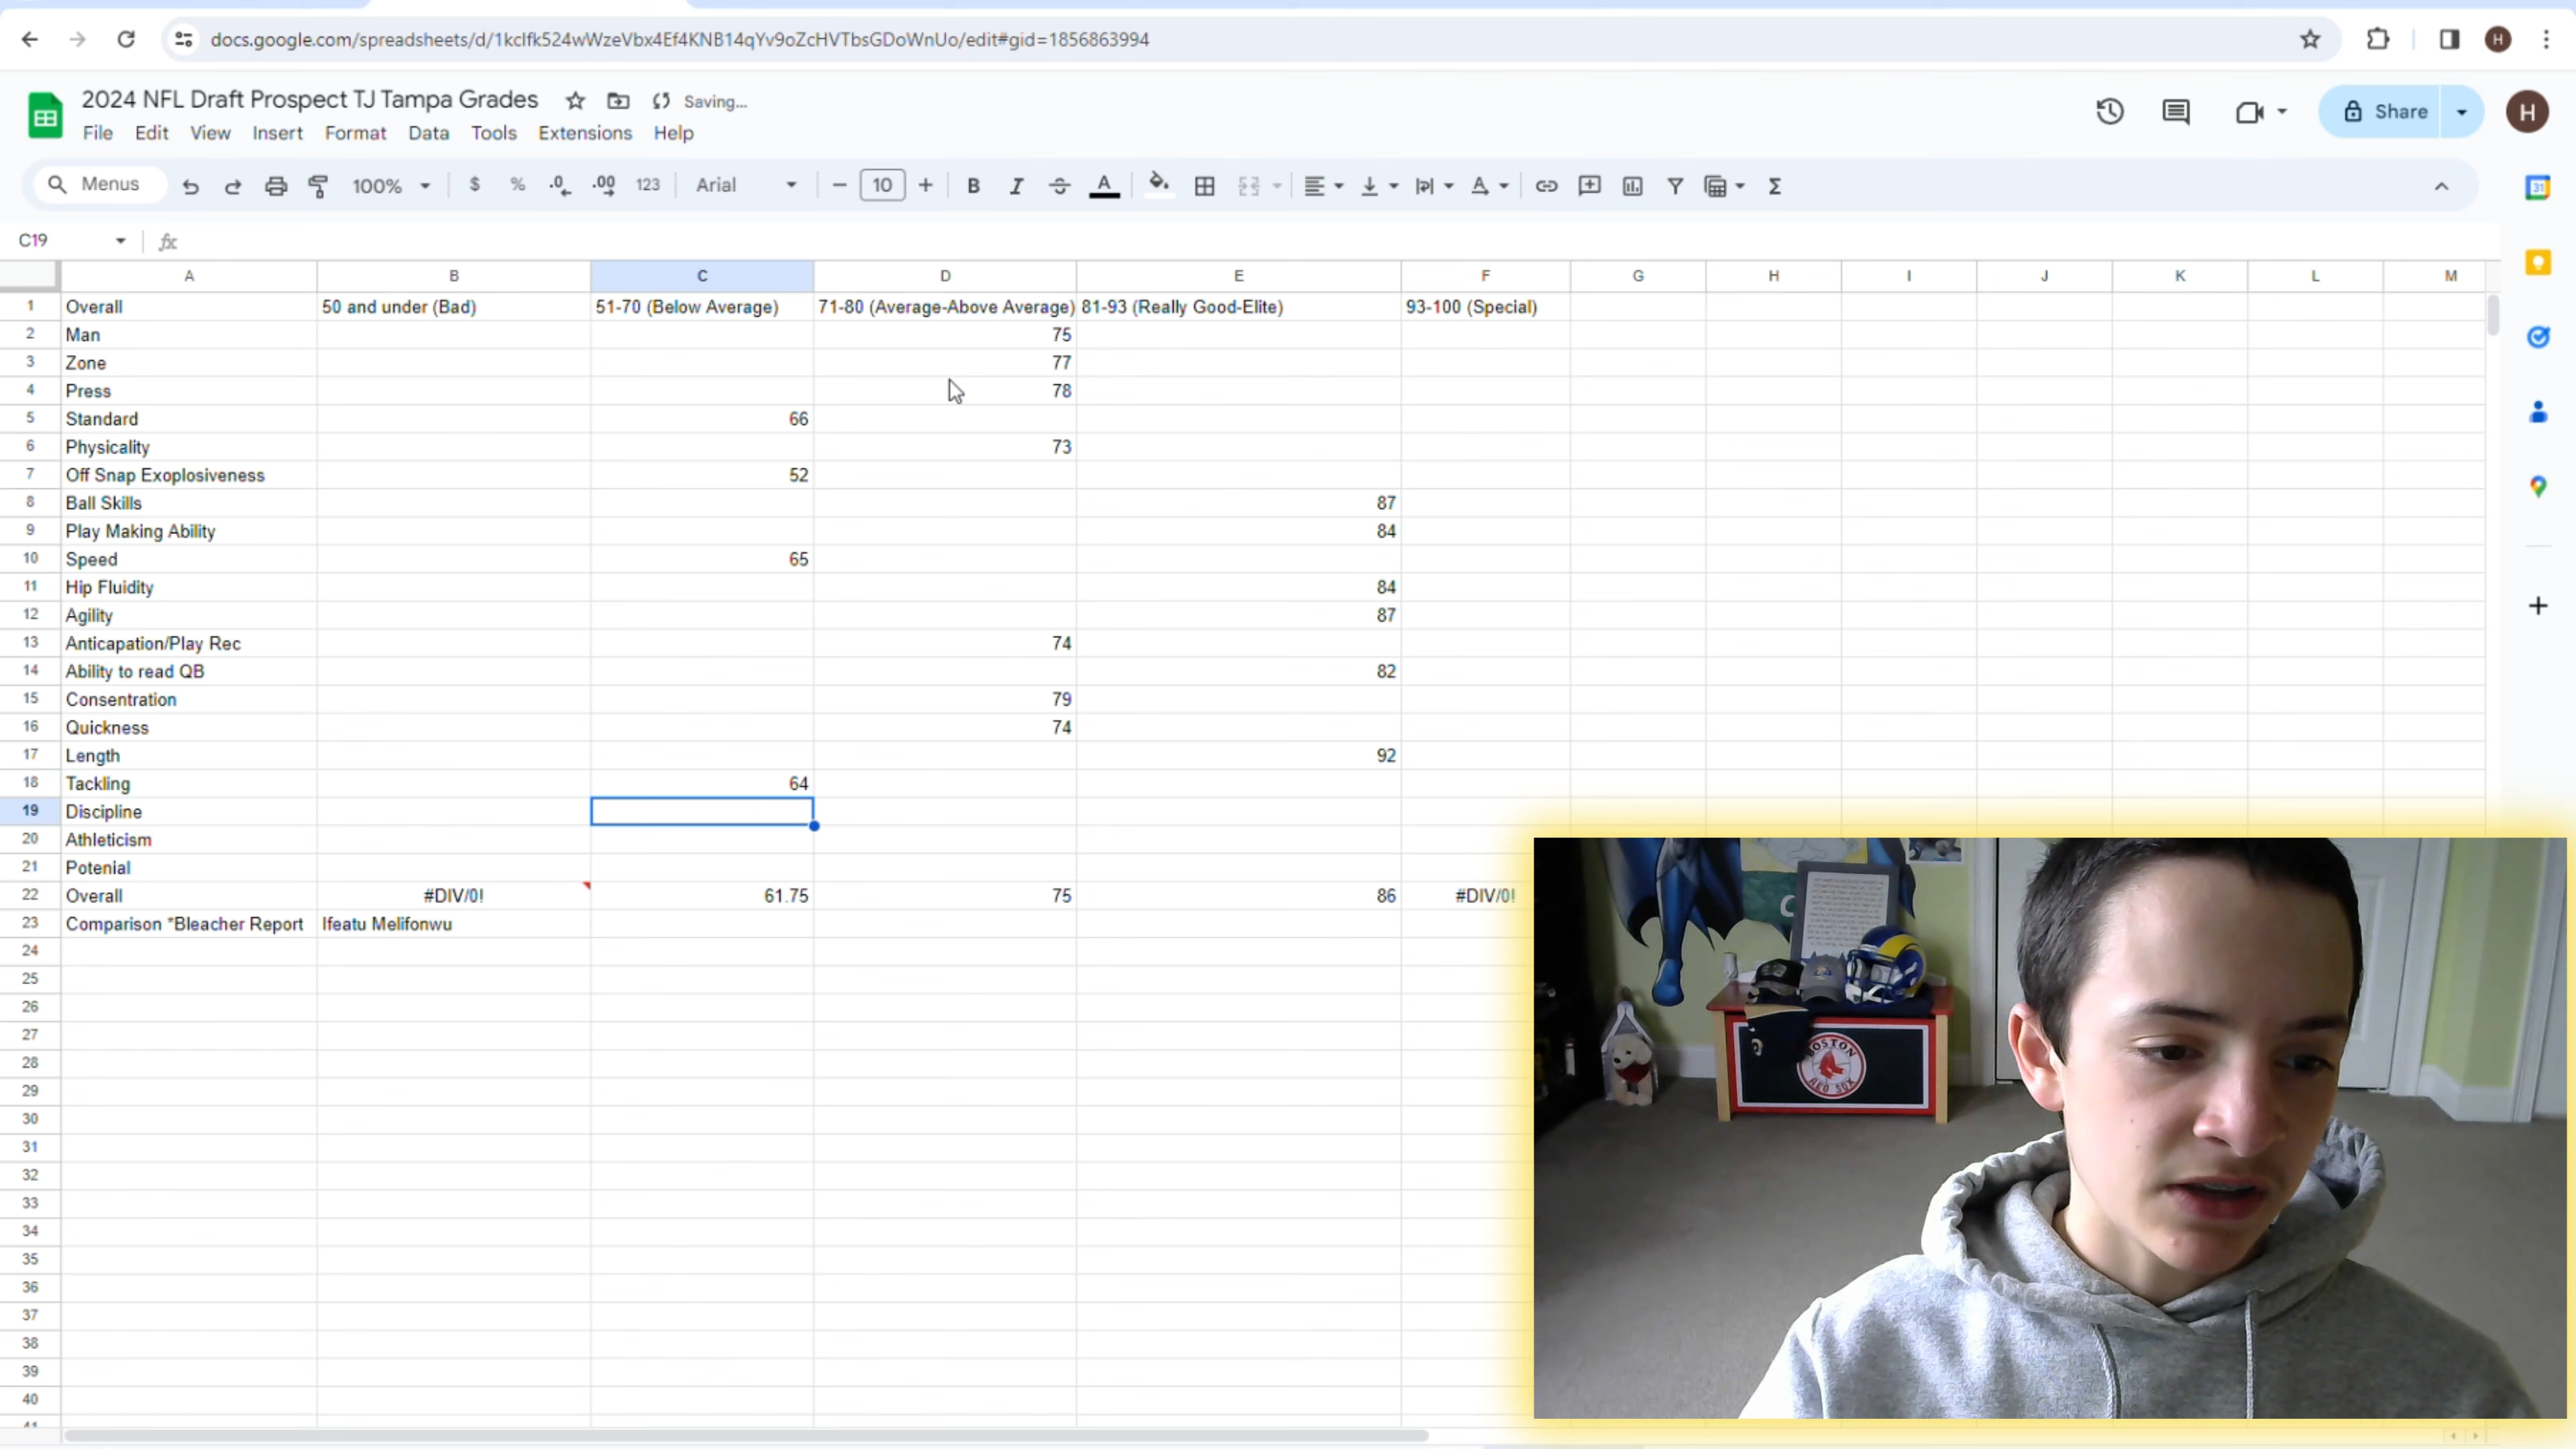 docs.google.com/spreadsheets/d/1kcIfk524wWzeVbx4Ef4KNB14qYv9oZcHVTbsGDoWnUo/edit#gid=1856863994
H
2024 NFL Draft Prospect TJ Tampa Grades Saving...
File Edit View Insert Format Data Tools Extensions Help
Share H
Menus 100% $ % .0 .00 123 Arial 10 B I A A Σ
31
C19 fx
A B C D E F G H I J K L M
1 Overall 50 and under (Bad) 51-70 (Below Average) 71-80 (Average-Above Average) 81-93 (Really Good-Elite) 93-100 (Special)
2 Man 75
3 Zone 77
4 Press 78
5 Standard 66
6 Physicality 73
7 Off Snap Exoplosiveness 52
8 Ball Skills 87
9 Play Making Ability 84
10 Speed 65
11 Hip Fluidity 84
12 Agility 87
13 Anticapation/Play Rec 74
14 Ability to read QB 82
15 Consentration 79
16 Quickness 74
17 Length 92
18 Tackling 64
19 Discipline
20 Athleticism
21 Potenial
22 Overall #DIV/0! 61.75 75 86 #DIV/0!
23 Comparison *Bleacher Report Ifeatu Melifonwu
24
25
26
27
28
29
30
31
32
33
34
35
36
37
38
39
40
41
BOSTON
RED SOX